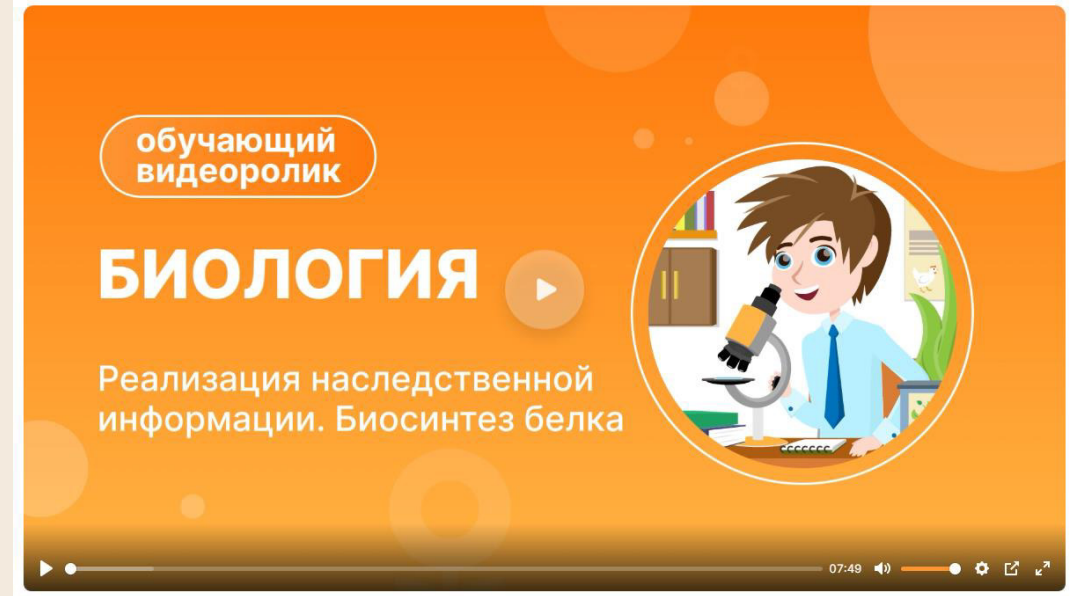 обучающий
видеоролик
БИОЛОГИЯ
Реализация наследственной
информации. Биосинтез белка
07:49